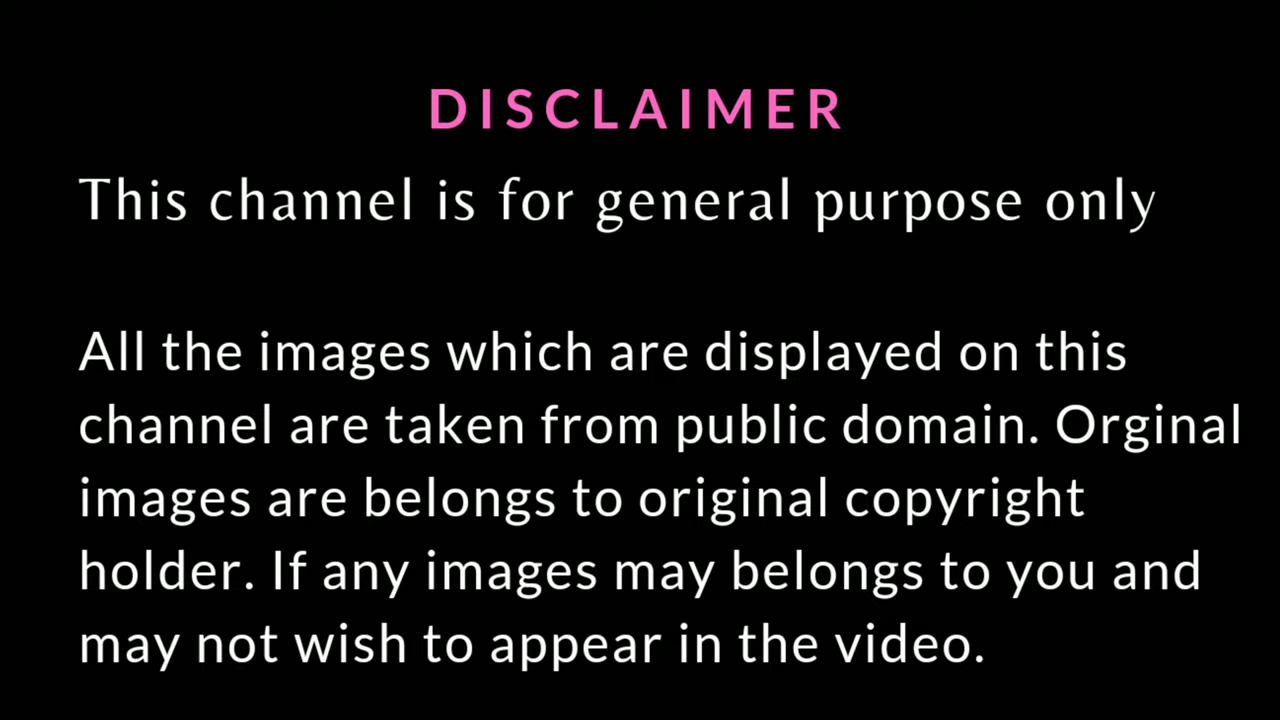 DISCLAIMER
This channel is for general purpose only
All the images which are displayed on this
channel are taken from public domain. Orginal
images are belongs to original copyright
holder. If any images may belongs to you and
may not wish to appear in the video.